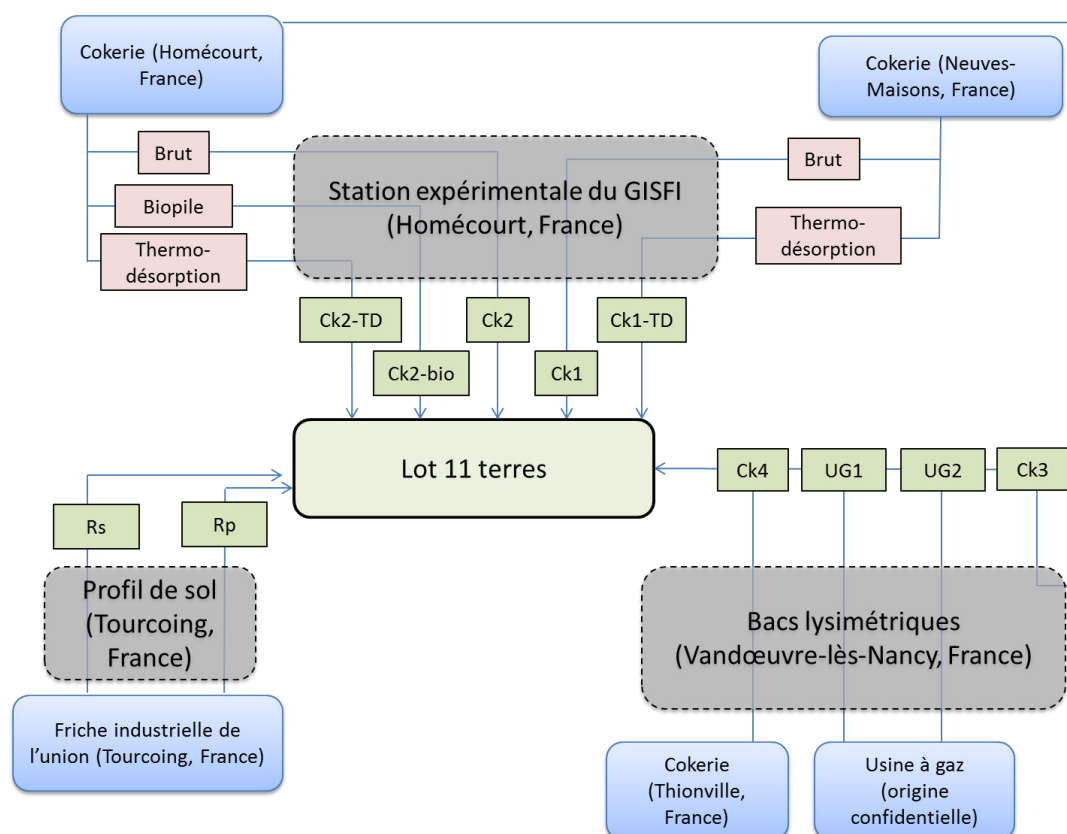 Cokerie (Homécourt,
France)
Cokerie (Neuves-
Maisons, France)
Brut
Biopile
Thermo-
désorption
Station expérimentale du GISFI
(Homécourt, France)
Brut
Thermo-
désorption
Ck2-TD
Ck2
Ck1-TD
Ck2-bio
Ck1
Lot 11 terres
Ck4
UG1
UG2
Ck3
Rs
Rp
Profil de sol
(Tourcoing,
France)
Bacs lysimétriques
(Vandœuvre-lès-Nancy, France)
Friche industrielle de
l’union (Tourcoing, France)
Cokerie
(Thionville,
France)
Usine à gaz
(origine
confidentielle)